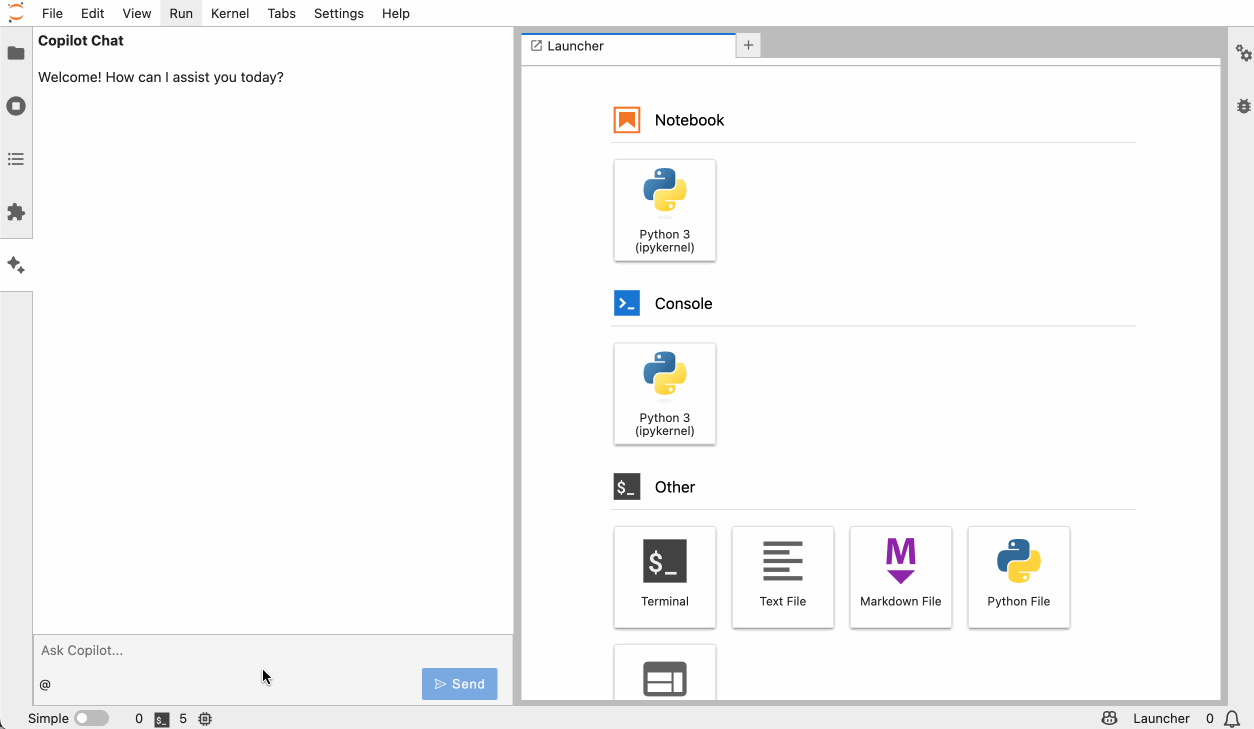 File Edit View Run Kernel Tabs Settings Help
Copilot Chat
Welcome! How can I assist you today?
Ask Copilot...
@
Send
Launcher
+
Notebook
Python 3
(ipykernel)
>_
Console
Python 3
(ipykernel)
$_
Other
$_
Terminal
Text File
M
Markdown File
Python File
Simple 0 $_ 5 Launcher 0